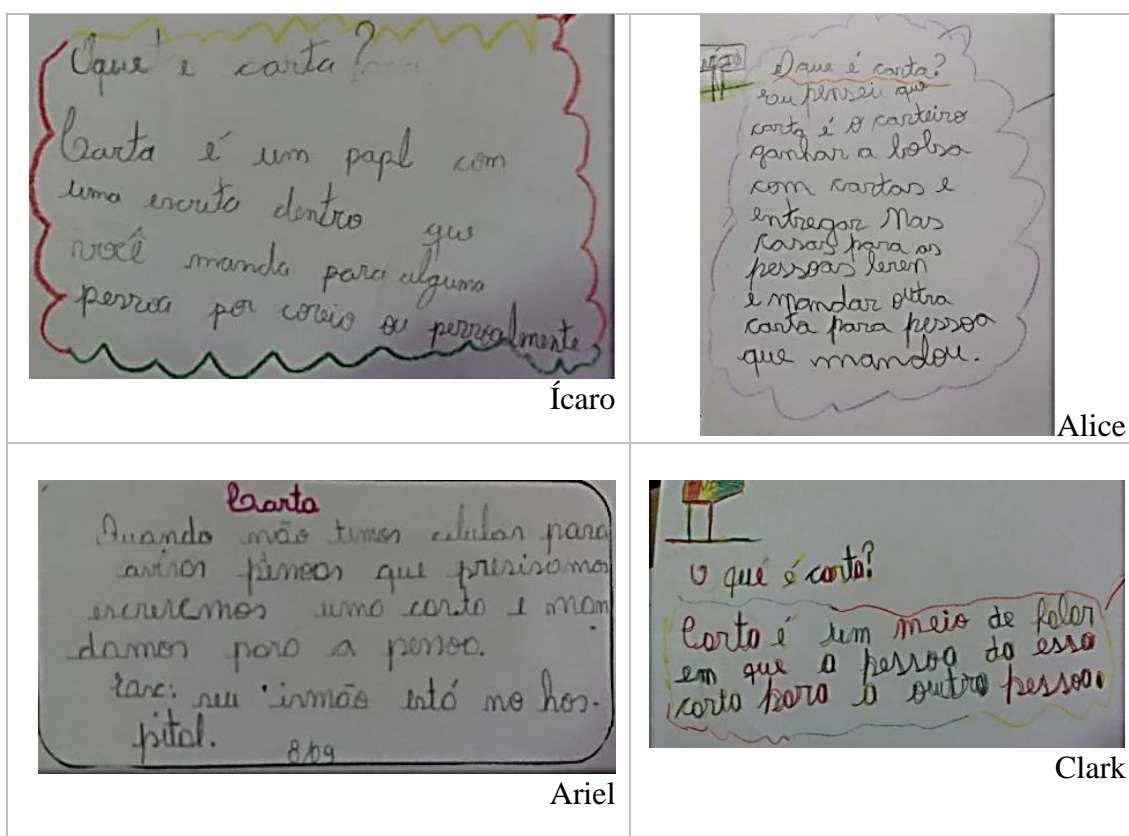 O que é carta?
Carta é um papl com
uma escrita dentro que
você manda para alguma
pessoa por coreio ou pessoalmente
Ícaro
O que é carta?
eu pensei que
carta é o carteiro
ganhar a bolsa
com cartas e
entregar nas
casas para as
pessoas leren
e mandar outra
carta para pessoa
que mandou.
Alice
Carta
Quando não temos celular para
avisar pessoas que presisamos
escrevemos uma carta e man
damos para a pessoa.
seu irmão está no hos-
pital.
8/09
Ariel
O que é carta?
Carta é um meio de falar
em que a pessoa da essa
carta para a outra pessoa.
Clark